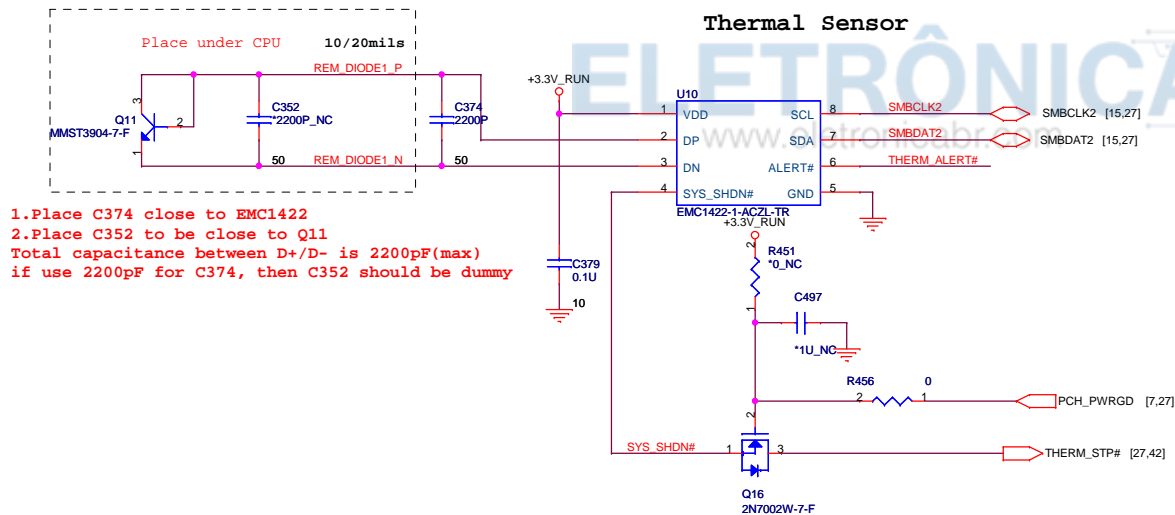 Thermal Sensor
ELETRÔNICA
www.eletronicabr.com
Place under CPU
10/20mils
REM_DIODE1_P
+3.3V_RUN
3
Q11
MMST3904-7-F
2
1
C352
*2200P_NC
C374
2200P
50
REM_DIODE1_N
50
U10
1
VDD
SCL
8
SMBCLK2
SMBCLK2 [15,27]
2
DP
SDA
7
SMBDAT2
SMBDAT2 [15,27]
3
DN
ALERT#
6
THERM_ALERT#
4
SYS_SHDN#
GND
5
EMC1422-1-ACZL-TR
1.Place C374 close to EMC1422
2.Place C352 to be close to Q11
Total capacitance between D+/D- is 2200pF(max)
if use 2200pF for C374, then C352 should be dummy
C379
0.1U
10
+3.3V_RUN
2
R451
*0_NC
1
C497
*1U_NC
R456
0
2
1
PCH_PWRGD [7,27]
2
SYS_SHDN#
1
3
THERM_STP# [27,42]
Q16
2N7002W-7-F